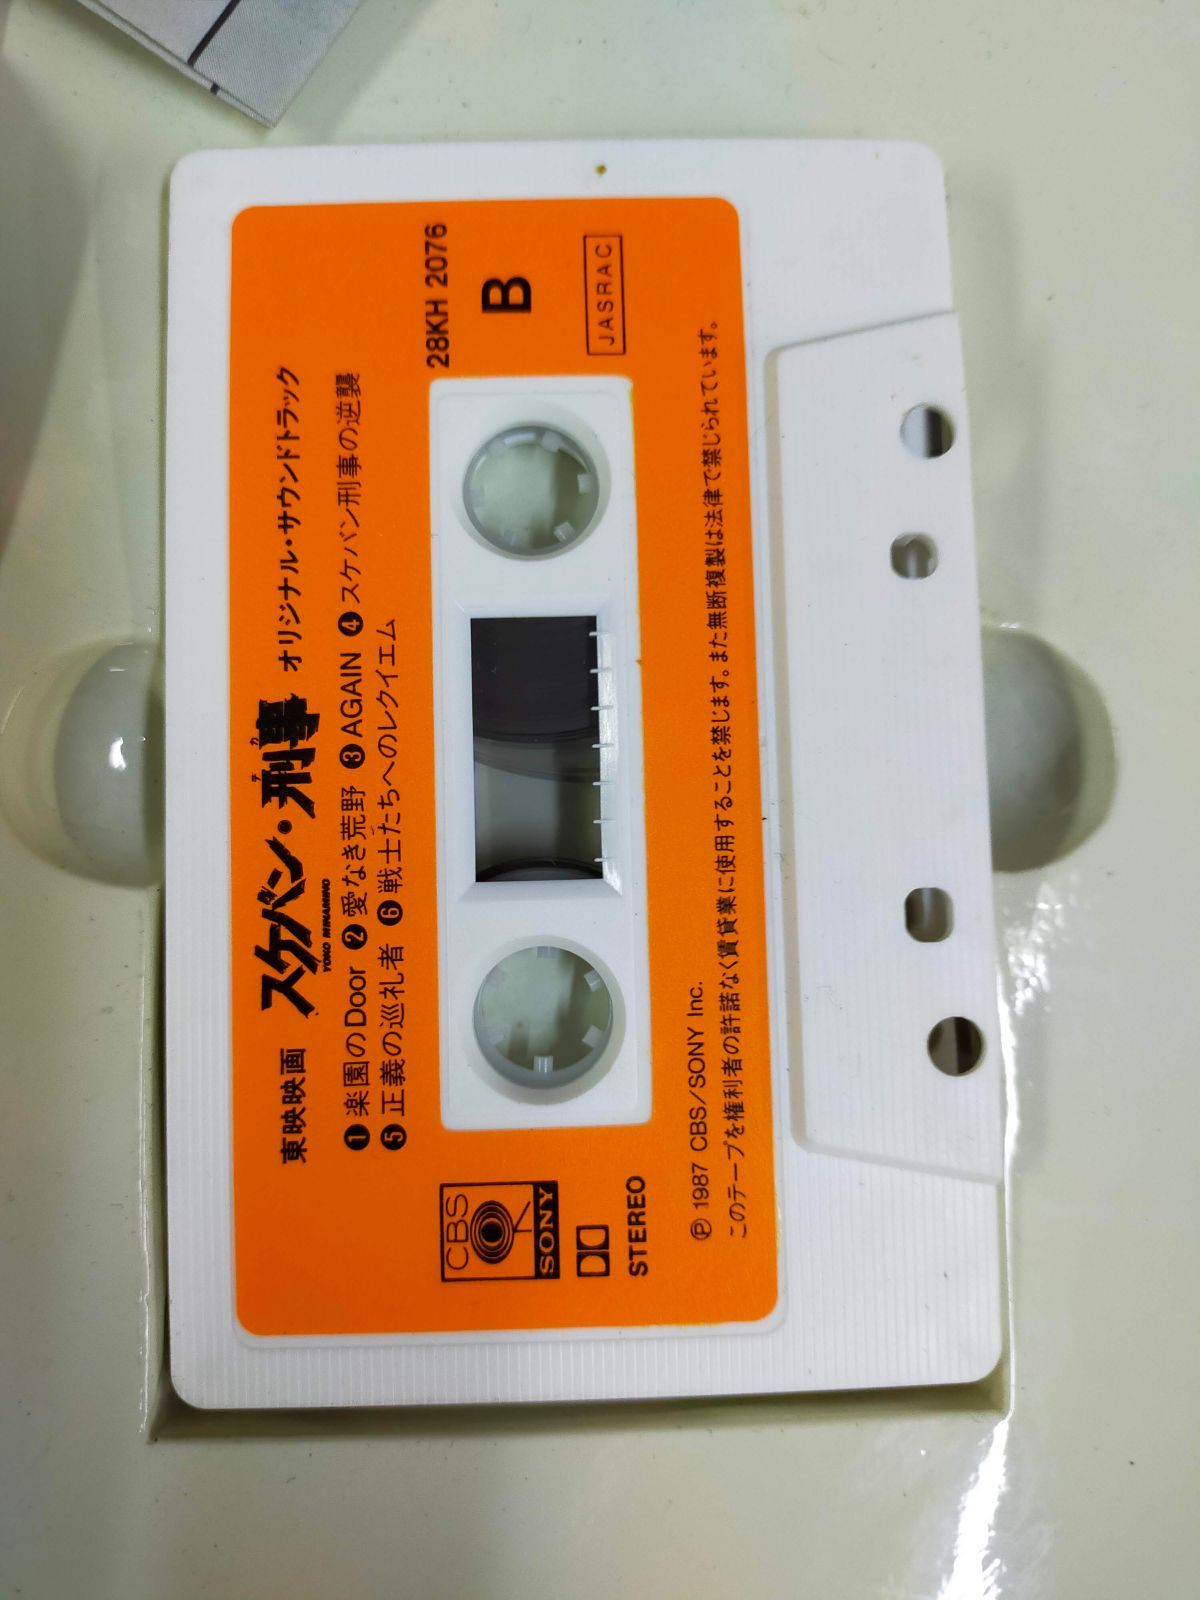 28KH 2076
B
JASRAC
東映映画 スケバン・刑事 オリジナル・サウンドトラック
デカ
YOKO MINAMINO
❶楽園のDoor ❷愛なき荒野 ❸AGAIN ❹スケバン刑事の逆襲
❺正義の巡礼者 ❻戦士たちへのレクイエム
CBS
SONY
STEREO
Ⓟ 1987 CBS/SONY Inc.
このテープを権利者の許諾なく賃貸業に使用することを禁じます。また無断複製は法律で禁じられています。